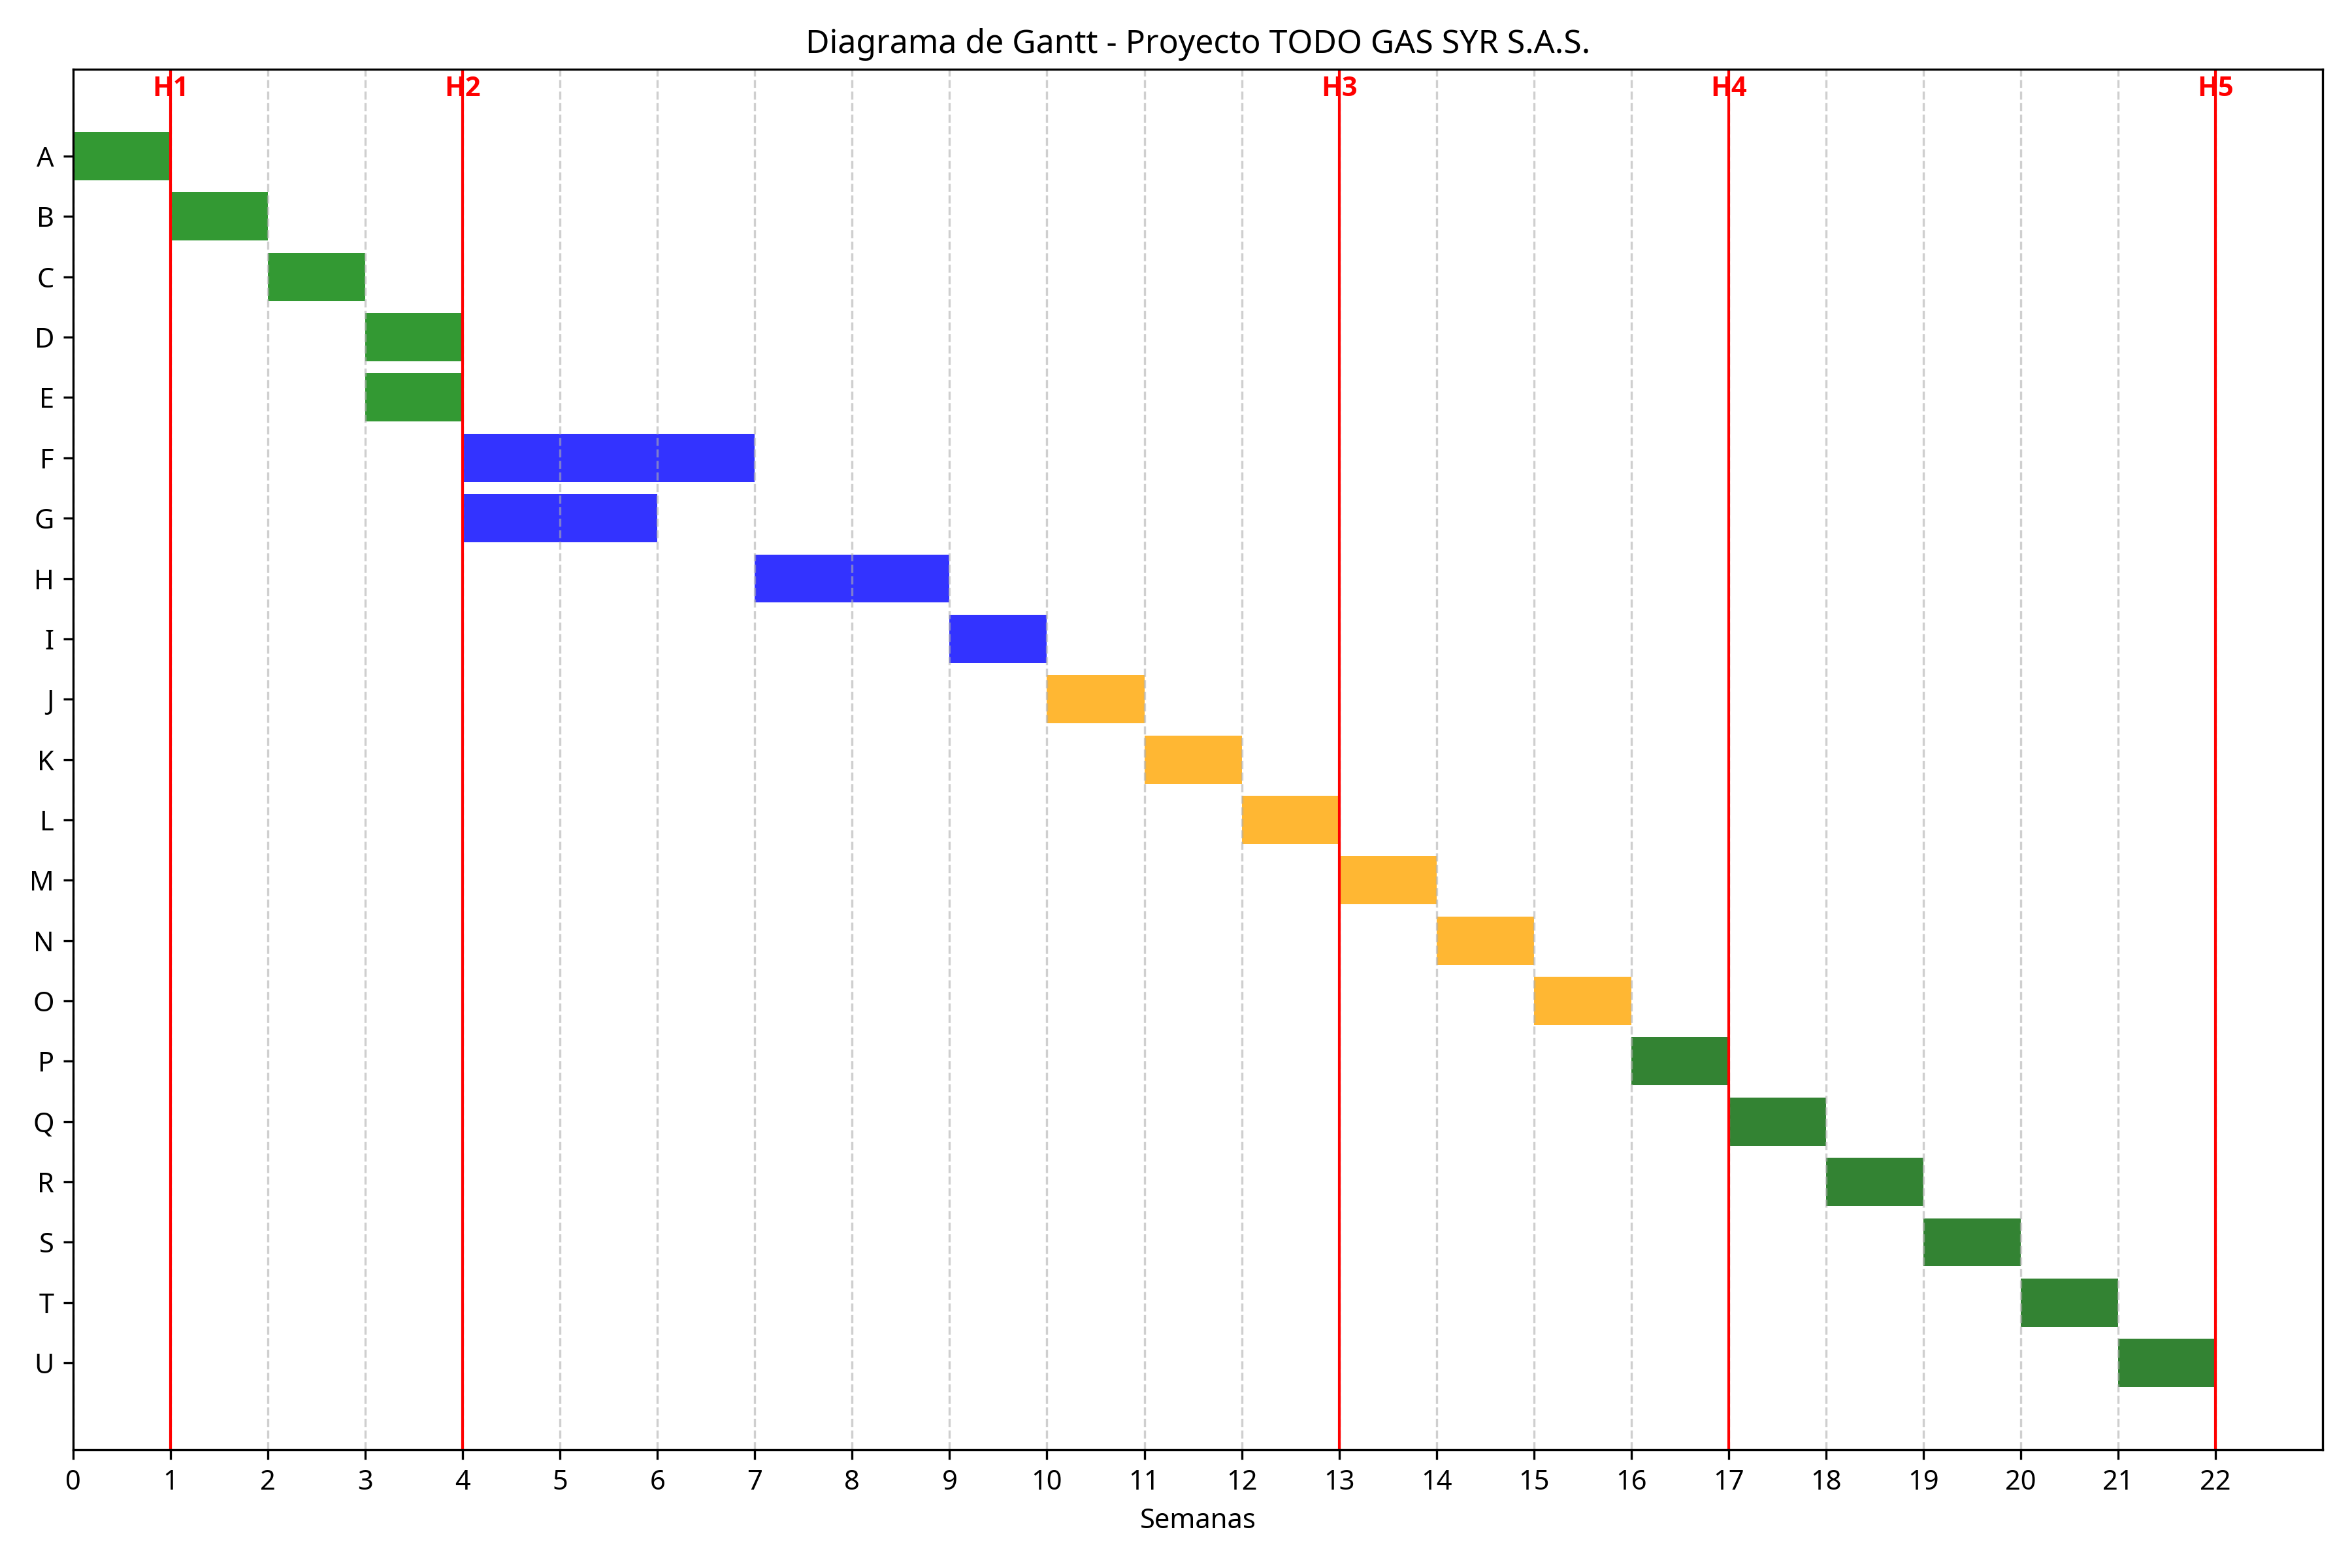 Diagrama de Gantt - Proyecto TODO GAS SYR S.A.S.
H1 H2 H3 H4 H5
A
B
C
D
E
F
G
H
I
J
K
L
M
N
O
P
Q
R
S
T
U
0 1 2 3 4 5 6 7 8 9 10 11 12 13 14 15 16 17 18 19 20 21 22
Semanas